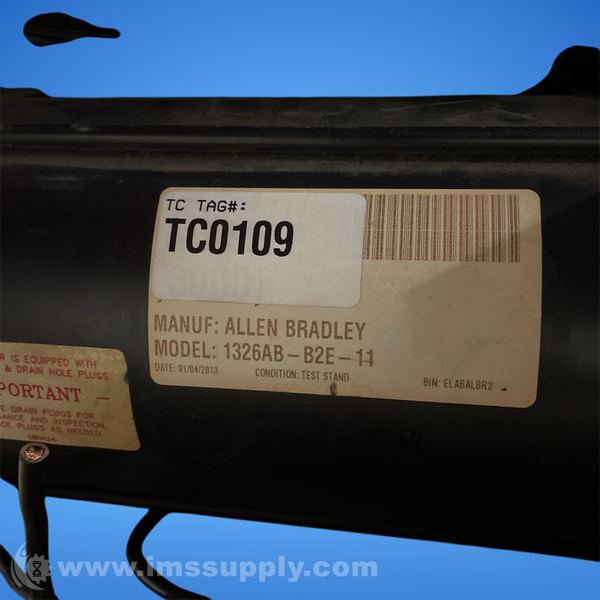 TC TAG#:
TC0109
MANUF: ALLEN BRADLEY
MODEL: 1326AB-B2E-11
DATE: 01/04/2013 CONDITION: TEST STAND BIN: ELABALBR2
R IS EQUIPPED WITH
& DRAIN HOLE PLUGS.
PORTANT -
E DRAIN PLUGS FOR
NANCE AND INSPECTION.
CE PLUGS AS NEEDED.
www.imssupply.com